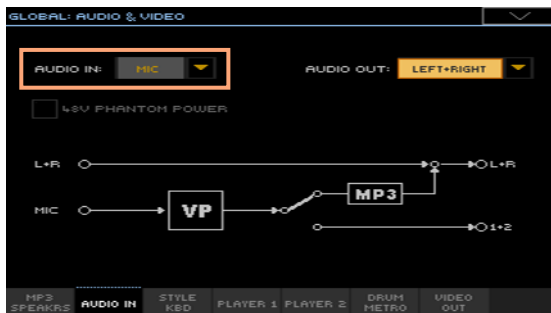 GLOBAL: AUDIO & VIDEO
AUDIO IN: MIC
AUDIO OUT: LEFT+RIGHT
48V PHANTOM POWER
L+R
L+R
MIC
VP
MP3
1+2
MP3 SPEAKRS
AUDIO IN
STYLE KBD
PLAYER 1
PLAYER 2
DRUM METRO
VIDEO OUT